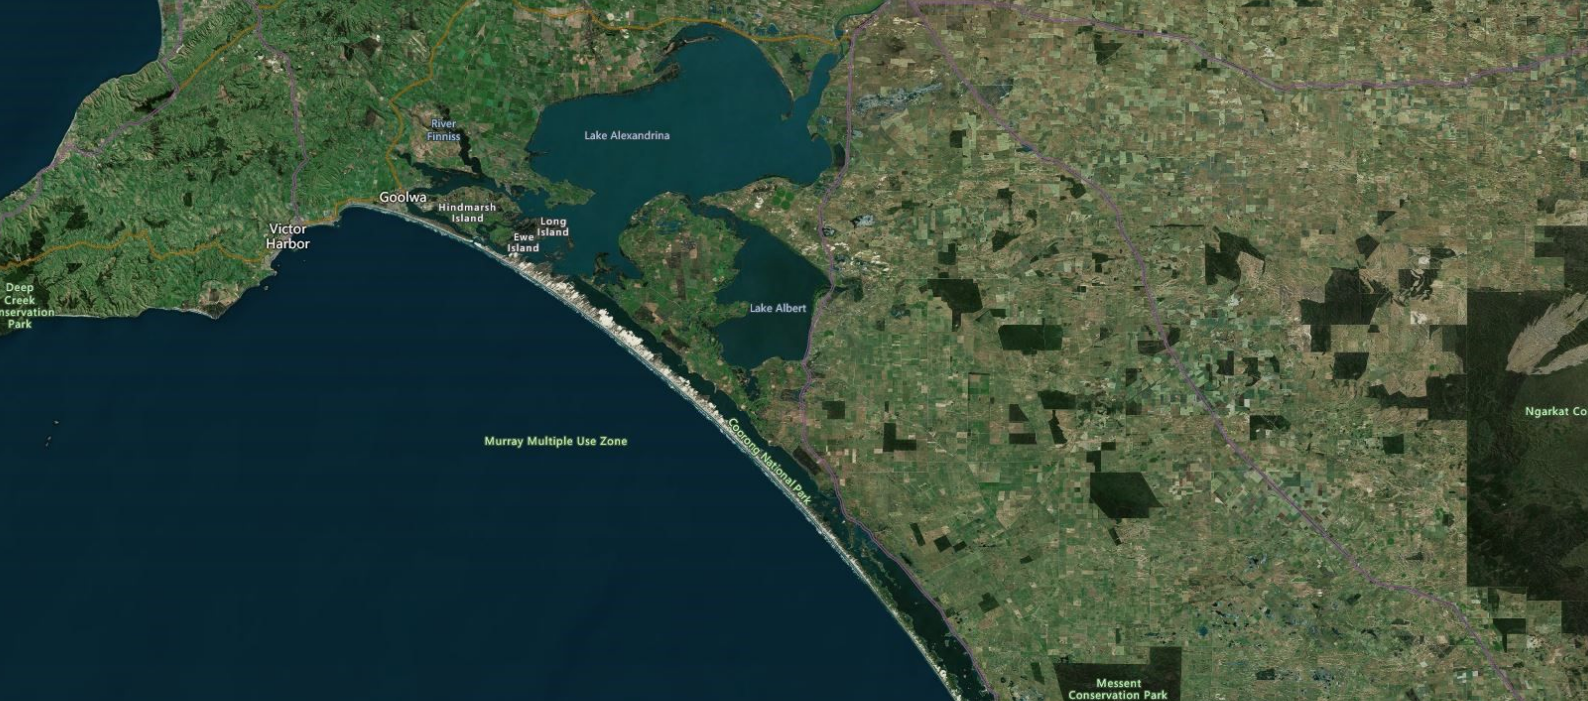 Lake Alexandrina
River
Finniss
Goolwa
Hindmarsh
Island
Long
Island
Ewe
Island
Victor
Harbor
Deep
Creek
nservation
Park
Lake Albert
Ngarkat Co
Murray Multiple Use Zone
Coorong National Park
Messent
Conservation Park